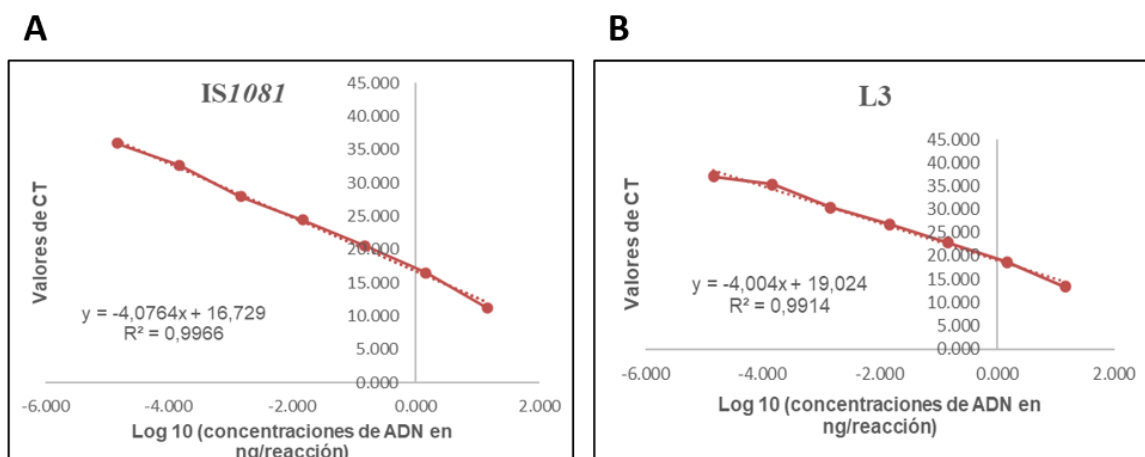 A
IS1081
45.000
40.000
35.000
30.000
25.000
20.000
15.000
10.000
5.000
0.000
Valores de CT
y = -4,0764x + 16,729
R² = 0,9966
-6.000 -4.000 -2.000 0.000 2.000
Log 10 (concentraciones de ADN en
ng/reacción)
B
L3
45.000
40.000
35.000
30.000
25.000
20.000
15.000
10.000
5.000
0.000
Valores de CT
y = -4,004x + 19,024
R² = 0,9914
-6.000 -4.000 -2.000 0.000 2.000
Log 10 (concentraciones de ADN en
ng/reacción)